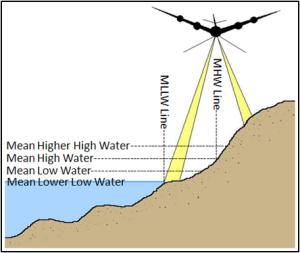 MLLW Line
MHW Line
Mean Higher High Water
Mean High Water
Mean Low Water
Mean Lower Low Water